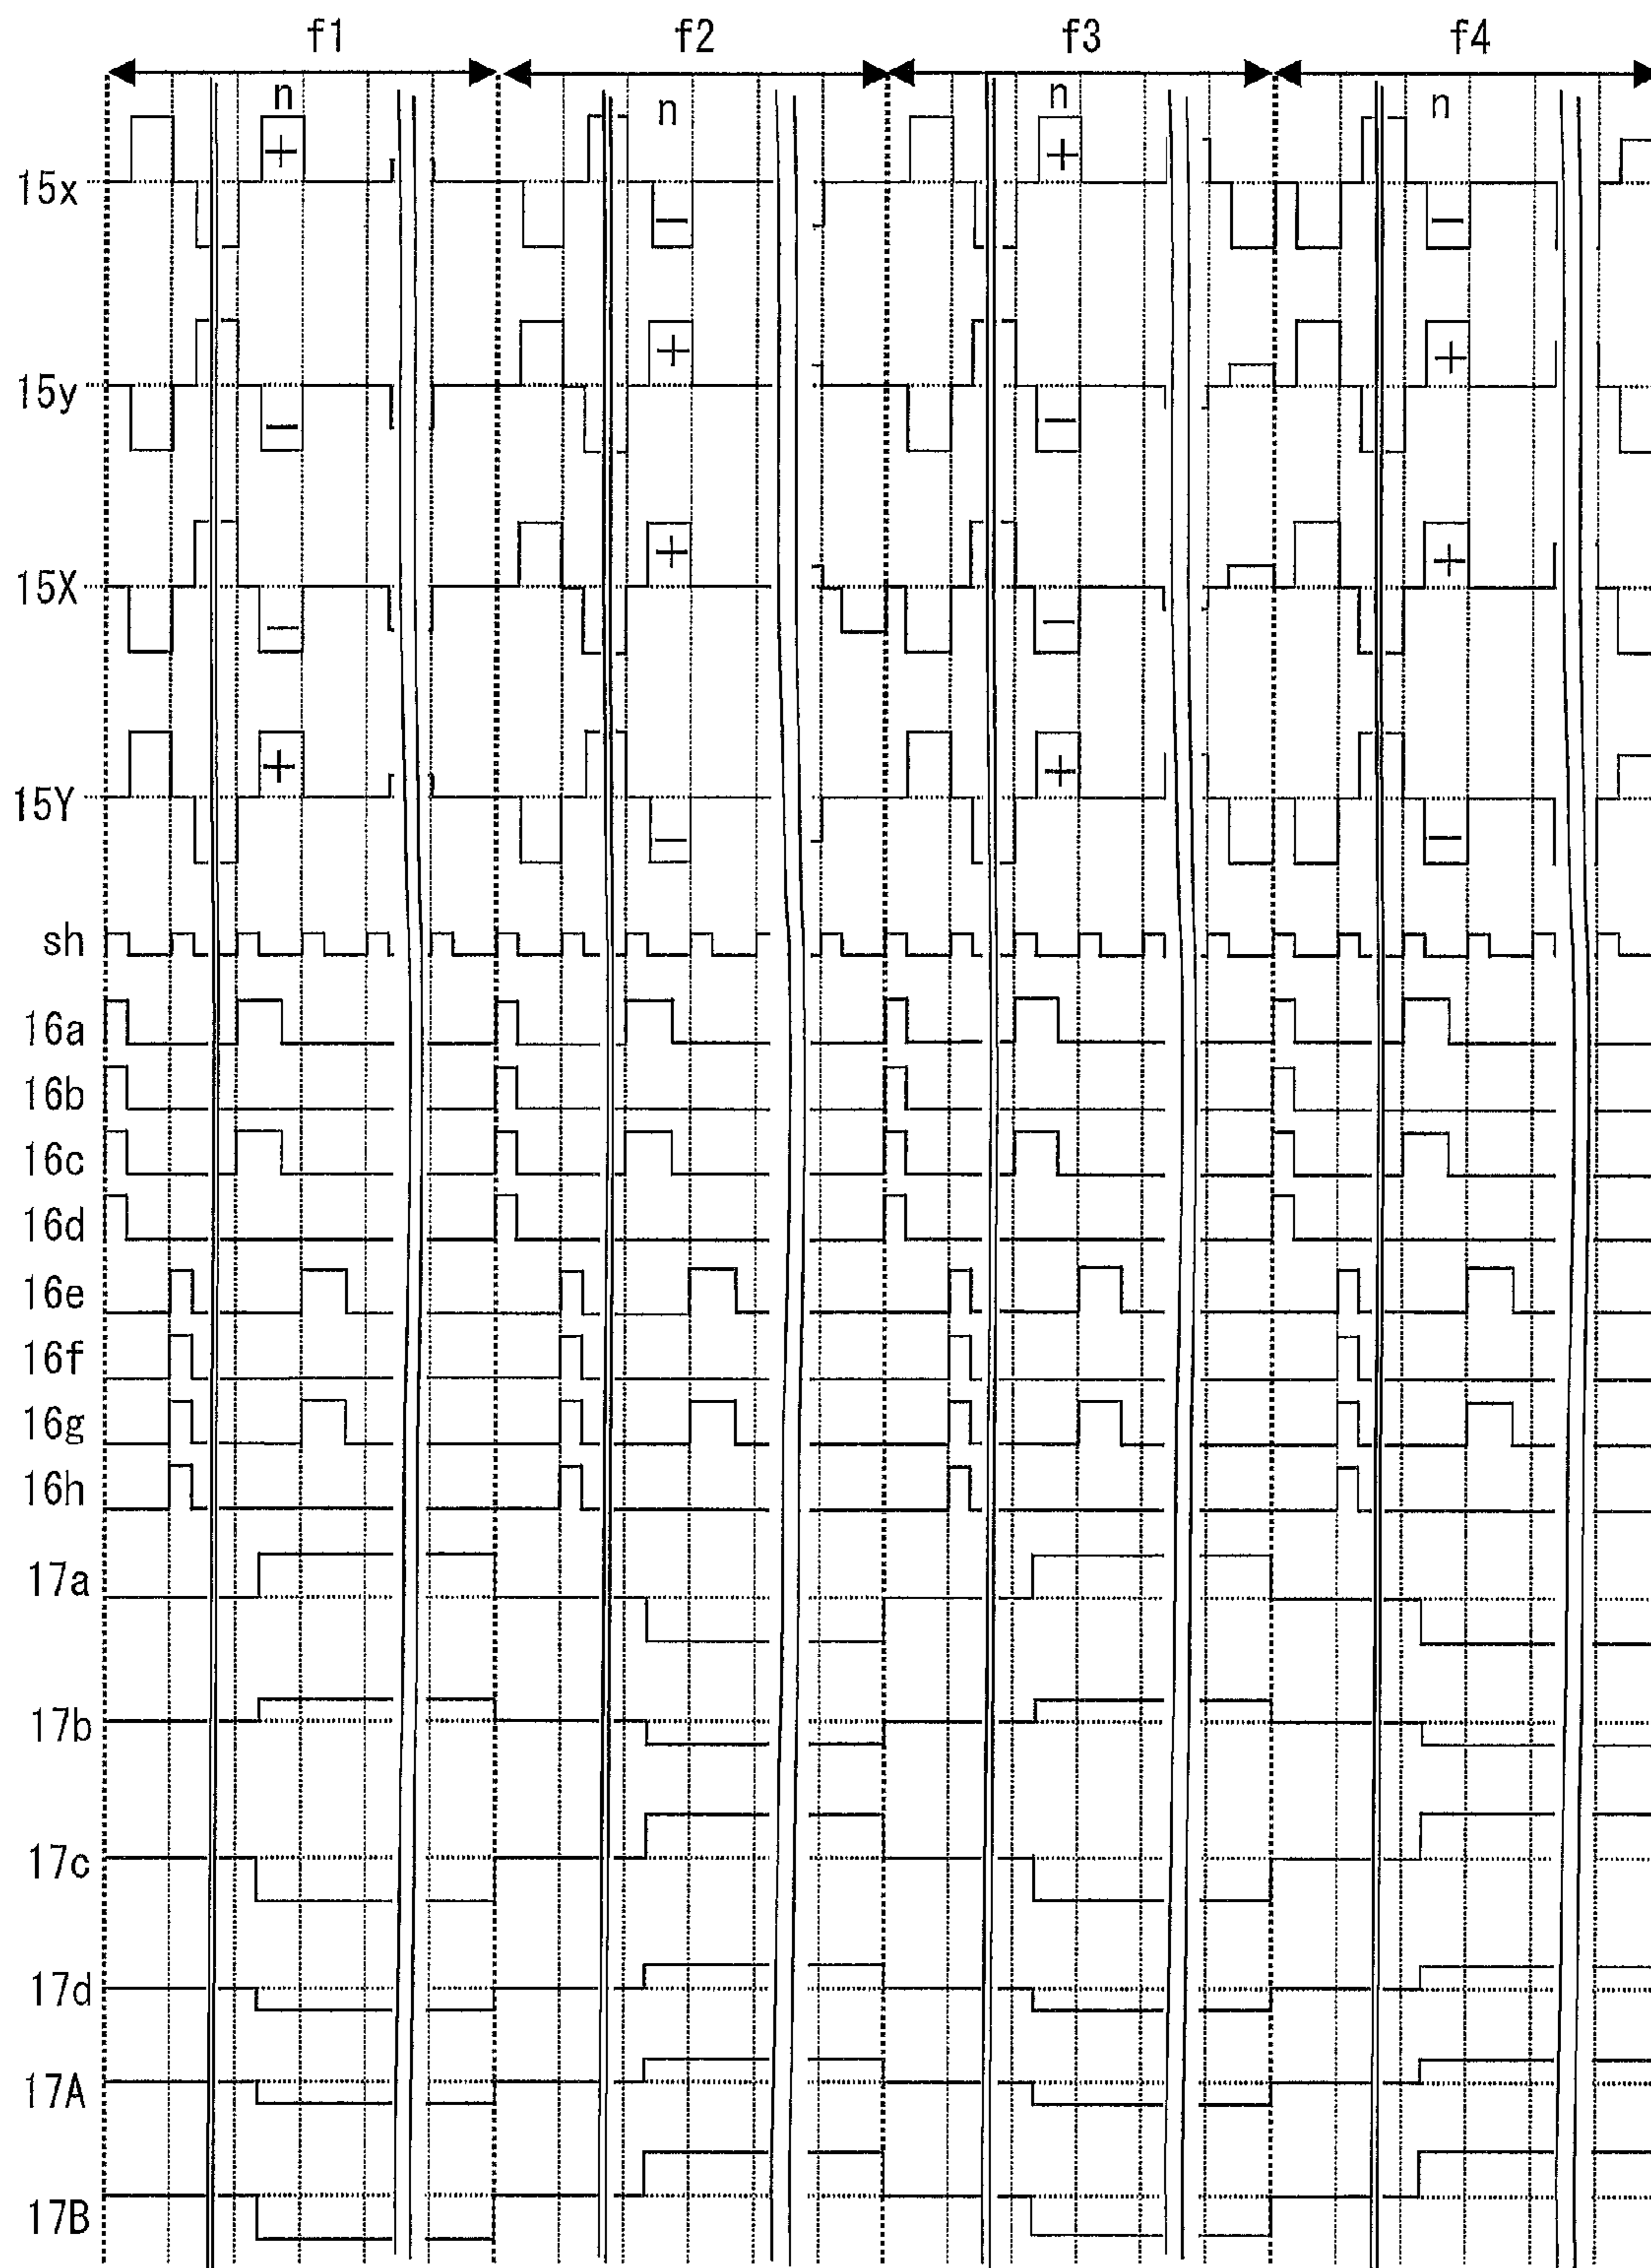 f1 f2 f3 f4
n n n n
15x + − + −
15y − + − +
15X − + − +
15Y + − + −
sh
16a
16b
16c
16d
16e
16f
16g
16h
17a
17b
17c
17d
17A
17B